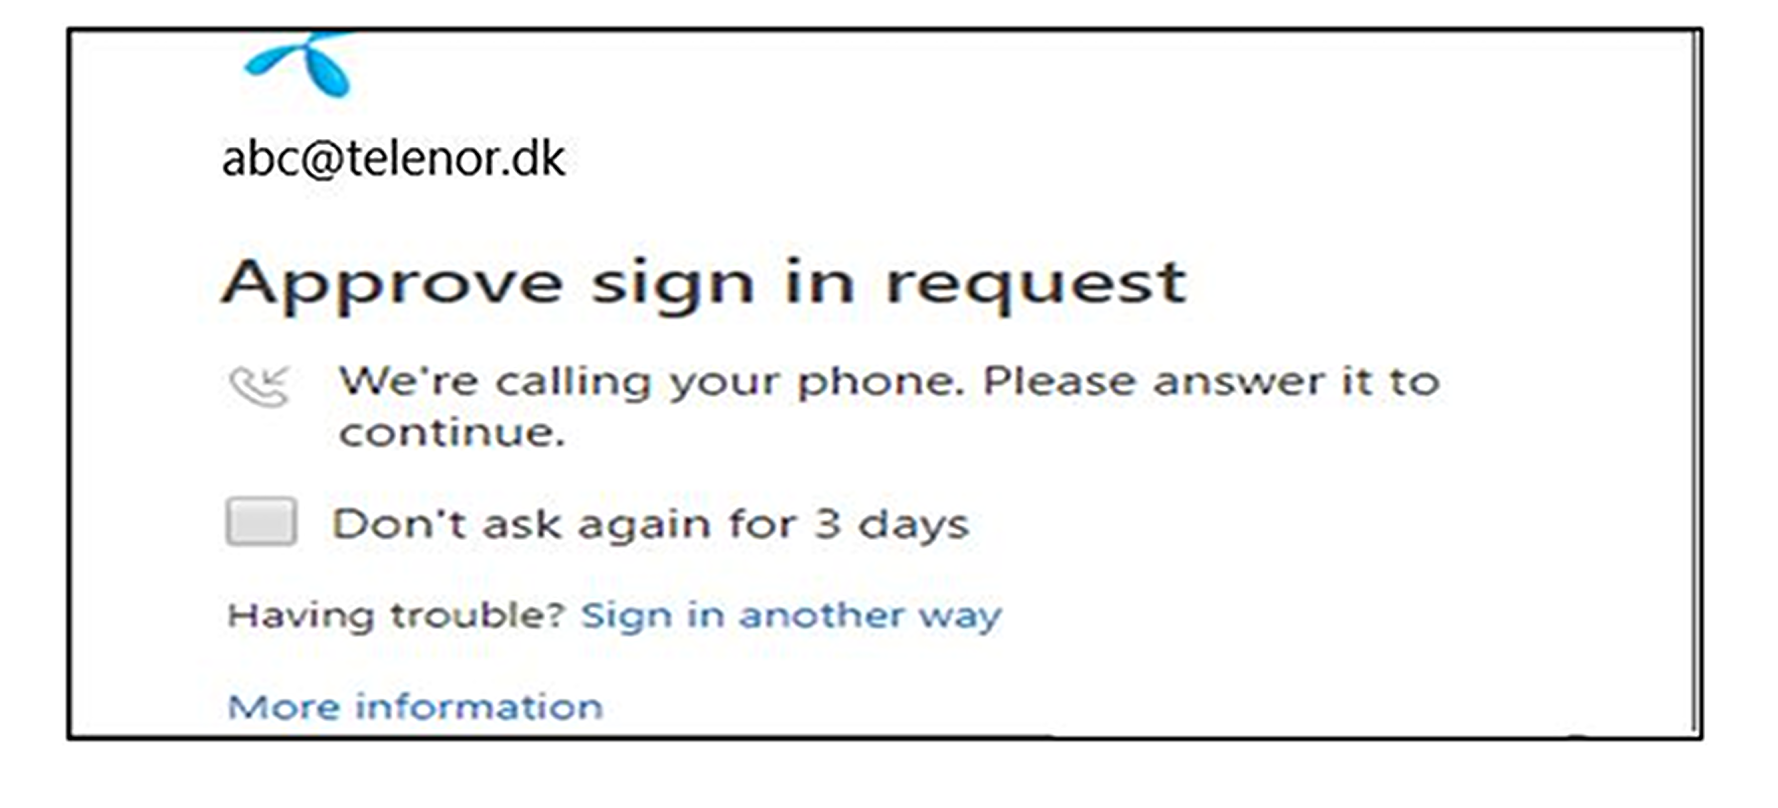 abc@telenor.dk
Approve sign in request
We're calling your phone. Please answer it to
continue.
Don't ask again for 3 days
Having trouble? Sign in another way
More information